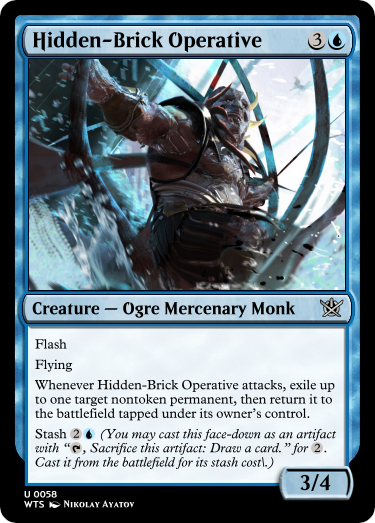 Hidden-Brick Operative 3
Creature — Ogre Mercenary Monk
Flash
Flying
Whenever Hidden-Brick Operative attacks, exile up
to one target nontoken permanent, then return it to
the battlefield tapped under its owner's control.
Stash 2 (You may cast this face-down as an artifact
with “, Sacrifice this artifact: Draw a card.” for 2.
Cast it from the battlefield for its stash cost\.)
3/4
U 0058
WTS Nikolay Ayatov